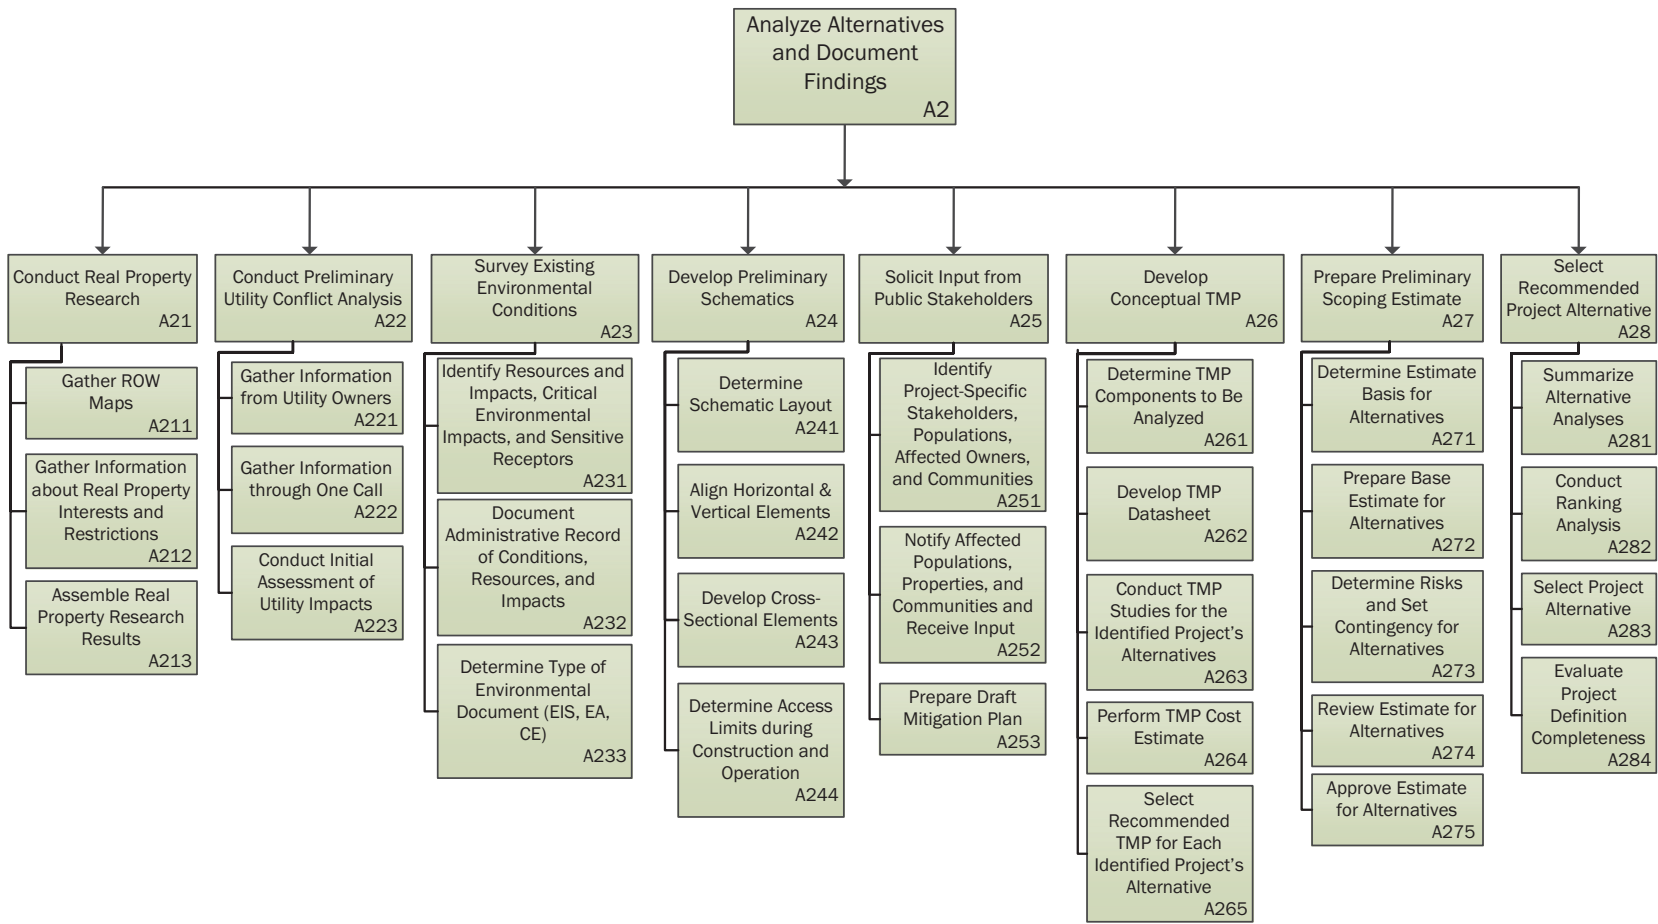 Analyze Alternatives
and Document
Findings
A2
Conduct Real Property
Research
A21
Gather ROW
Maps
A211
Gather Information
about Real Property
Interests and
Restrictions
A212
Assemble Real
Property Research
Results
A213
Conduct Preliminary
Utility Conflict Analysis
A22
Gather Information
from Utility Owners
A221
Gather Information
through One Call
A222
Conduct Initial
Assessment of
Utility Impacts
A223
Survey Existing
Environmental
Conditions
A23
Identify Resources and
Impacts, Critical
Environmental
Impacts, and Sensitive
Receptors
A231
Document
Administrative Record
of Conditions,
Resources, and
Impacts
A232
Determine Type of
Environmental
Document (EIS, EA,
CE)
A233
Develop Preliminary
Schematics
A24
Determine
Schematic Layout
A241
Align Horizontal &
Vertical Elements
A242
Develop Cross-
Sectional Elements
A243
Determine Access
Limits during
Construction and
Operation
A244
Solicit Input from
Public Stakeholders
A25
Identify
Project-Specific
Stakeholders,
Populations,
Affected Owners,
and Communities
A251
Notify Affected
Populations,
Properties, and
Communities and
Receive Input
A252
Prepare Draft
Mitigation Plan
A253
Develop
Conceptual TMP
A26
Determine TMP
Components to Be
Analyzed
A261
Develop TMP
Datasheet
A262
Conduct TMP
Studies for the
Identified Project's
Alternatives
A263
Perform TMP Cost
Estimate
A264
Select
Recommended
TMP for Each
Identified Project's
Alternative
A265
Prepare Preliminary
Scoping Estimate
A27
Determine Estimate
Basis for
Alternatives
A271
Prepare Base
Estimate for
Alternatives
A272
Determine Risks
and Set
Contingency for
Alternatives
A273
Review Estimate for
Alternatives
A274
Approve Estimate
for Alternatives
A275
Select
Recommended
Project Alternative
A28
Summarize
Alternative
Analyses
A281
Conduct
Ranking
Analysis
A282
Select Project
Alternative
A283
Evaluate
Project
Definition
Completeness
A284